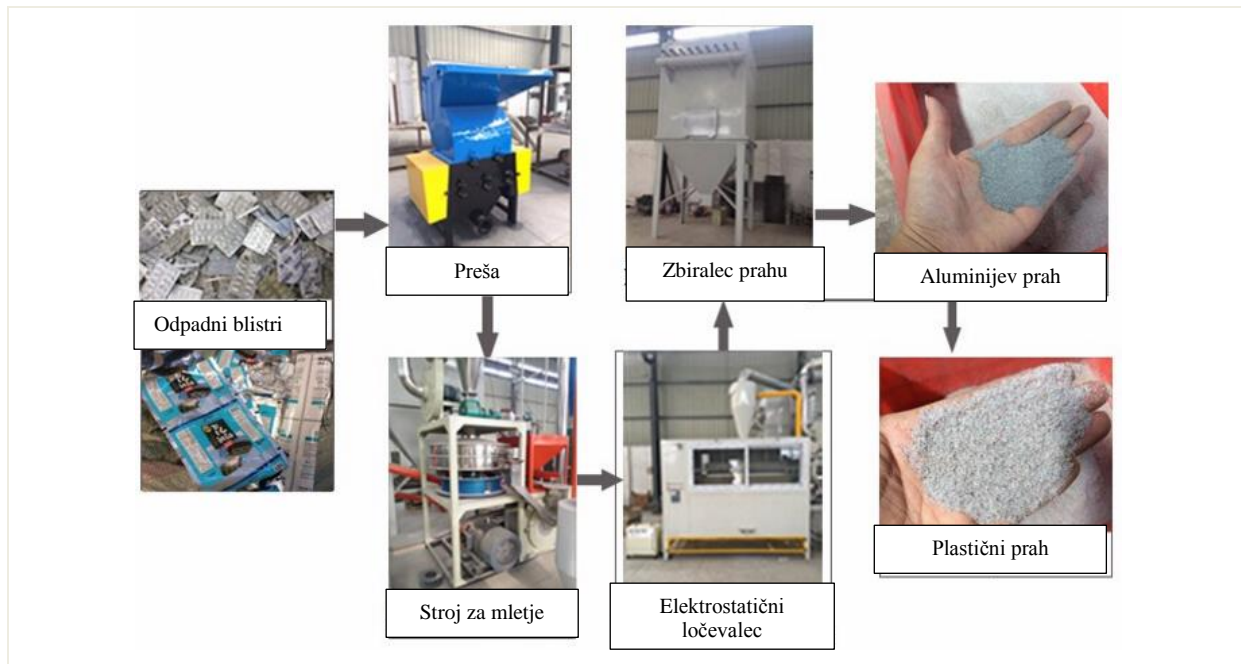 Preša
Zbiralec prahu
Aluminijev prah
Odpadni blistri
Stroj za mletje
Elektrostatični
ločevalec
Plastični prah